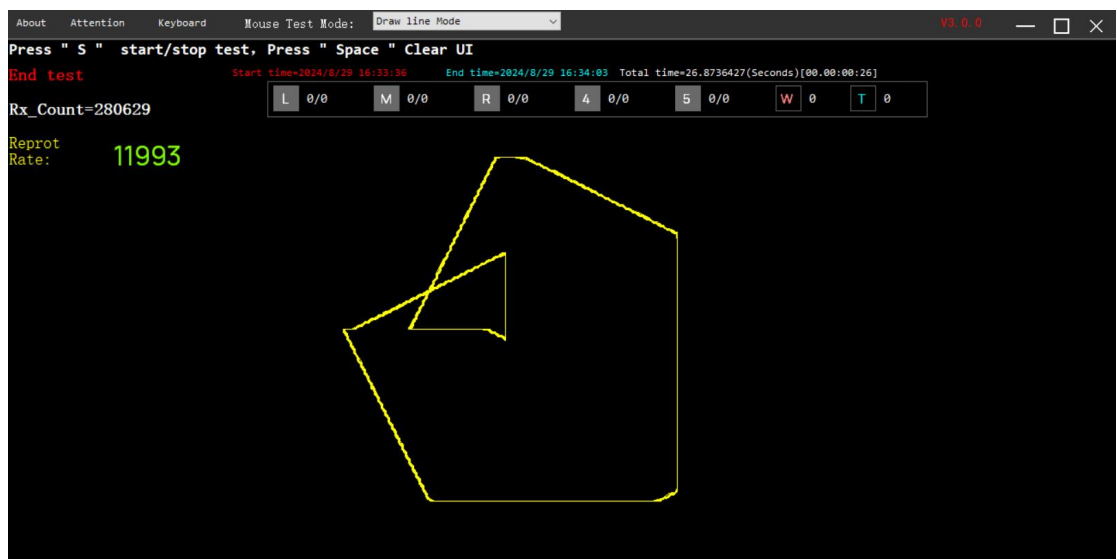 About Attention Keyboard Mouse Test Mode: Draw line Mode V3.0.0
Press " S " start/stop test, Press " Space " Clear UI
End test Start time=2024/8/29 16:33:36 End time=2024/8/29 16:34:03 Total time=26.8736427(Seconds)[00.00:00:26]
L 0/0 M 0/0 R 0/0 4 0/0 5 0/0 W 0 T 0
Rx_Count=280629
Reprot
Rate: 11993